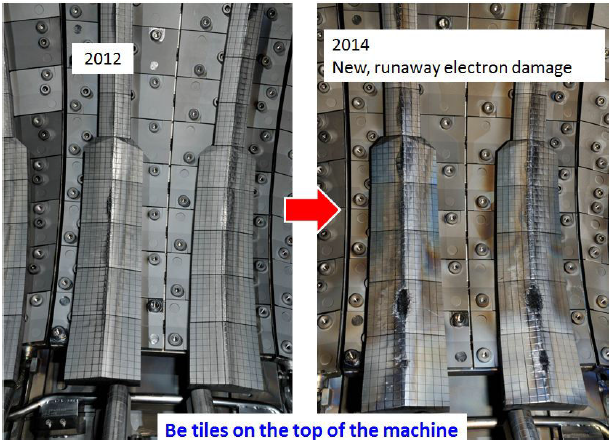 2012
2014
New, runaway electron damage
Be tiles on the top of the machine